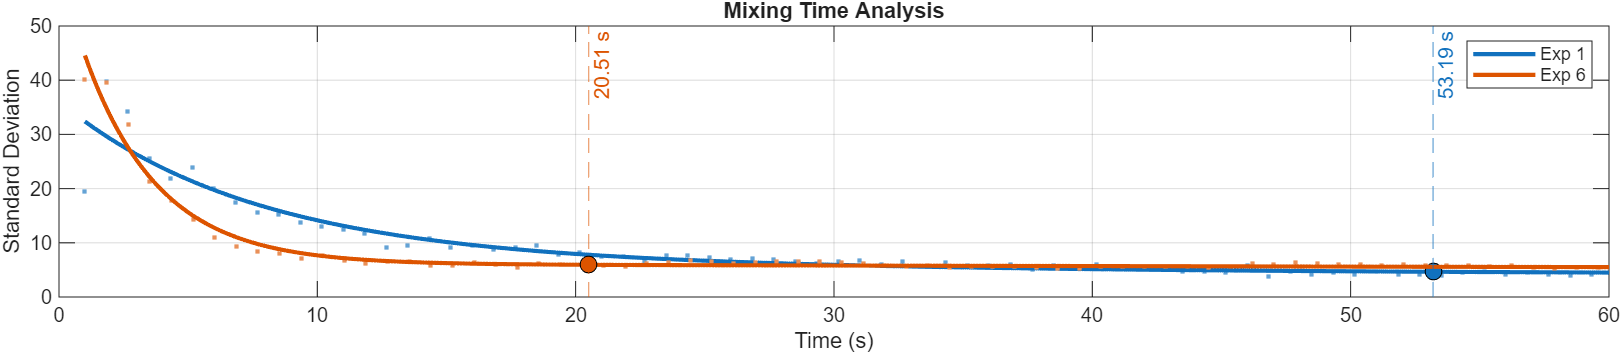 Mixing Time Analysis
50
40
30
20
10
0
Standard Deviation
20.51 s
53.19 s
Exp 1
Exp 6
0 10 20 30 40 50 60
Time (s)